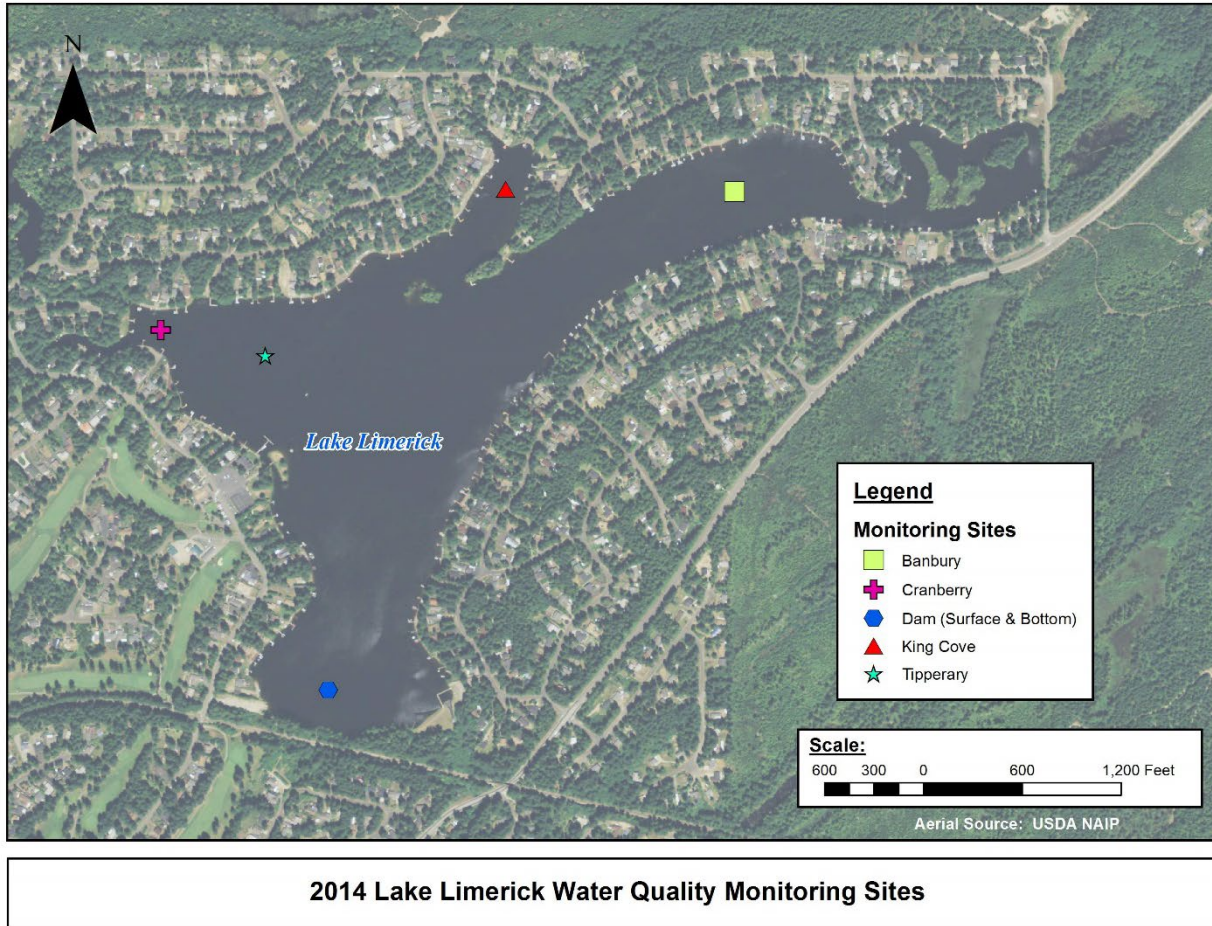 N
Lake Limerick
Legend
Monitoring Sites
Banbury
Cranberry
Dam (Surface & Bottom)
King Cove
Tipperary
Scale:
600 300 0 600 1,200 Feet
Aerial Source: USDA NAIP
2014 Lake Limerick Water Quality Monitoring Sites